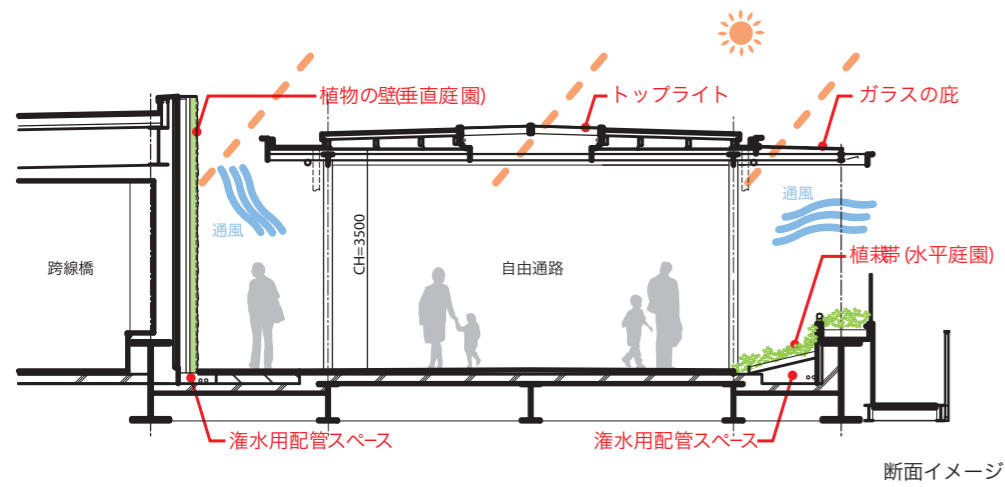 植物の壁(垂直庭園)
トップライト
ガラスの庇
通風
通風
跨線橋
CH=3500
自由通路
植栽帯(水平庭園)
潅水用配管スペース
潅水用配管スペース
断面イメージ